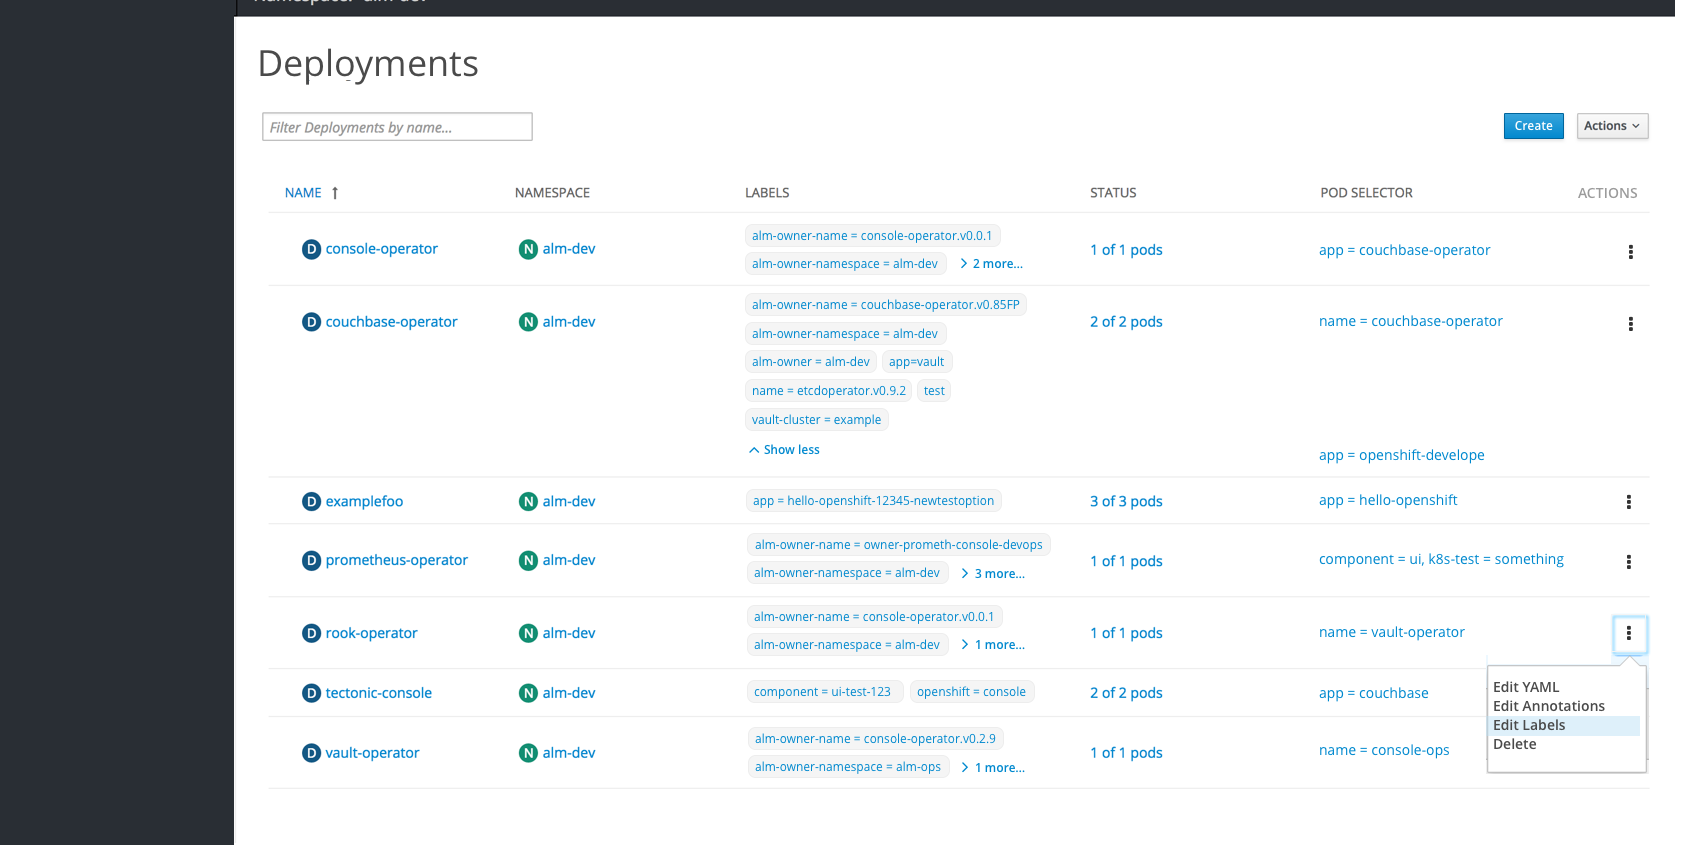 Namespace: alm-dev
Deployments
Filter Deployments by name...
Create
Actions
NAME NAMESPACE LABELS STATUS POD SELECTOR ACTIONS
D console-operator N alm-dev alm-owner-name = console-operator.v0.0.1 1 of 1 pods app = couchbase-operator
alm-owner-namespace = alm-dev 2 more...
D couchbase-operator N alm-dev alm-owner-name = couchbase-operator.v0.85FP 2 of 2 pods name = couchbase-operator
alm-owner-namespace = alm-dev
alm-owner = alm-dev app=vault
name = etcdoperator.v0.9.2 test
vault-cluster = example
Show less
app = openshift-develope
D examplefoo N alm-dev app = hello-openshift-12345-newtestoption 3 of 3 pods app = hello-openshift
D prometheus-operator N alm-dev alm-owner-name = owner-prometh-console-devops 1 of 1 pods component = ui, k8s-test = something
alm-owner-namespace = alm-dev 3 more...
D rook-operator N alm-dev alm-owner-name = console-operator.v0.0.1 1 of 1 pods name = vault-operator
alm-owner-namespace = alm-dev 1 more...
D tectonic-console N alm-dev component = ui-test-123 openshift = console 2 of 2 pods app = couchbase
D vault-operator N alm-dev alm-owner-name = console-operator.v0.2.9 1 of 1 pods name = console-ops
alm-owner-namespace = alm-ops 1 more...
Edit YAML
Edit Annotations
Edit Labels
Delete